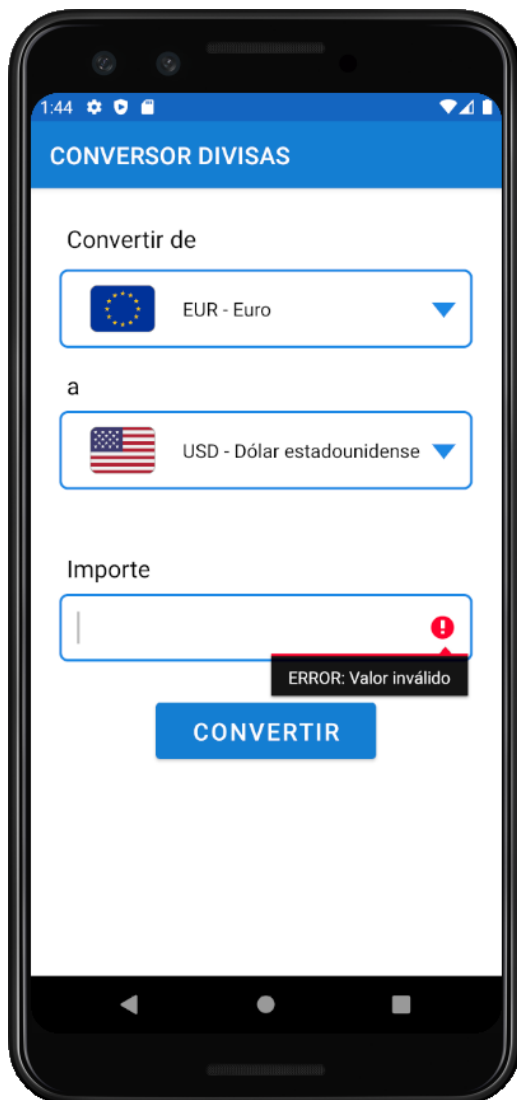 1:44
CONVERSOR DIVISAS
Convertir de
EUR - Euro
a
USD - Dólar estadounidense
Importe
ERROR: Valor inválido
CONVERTIR